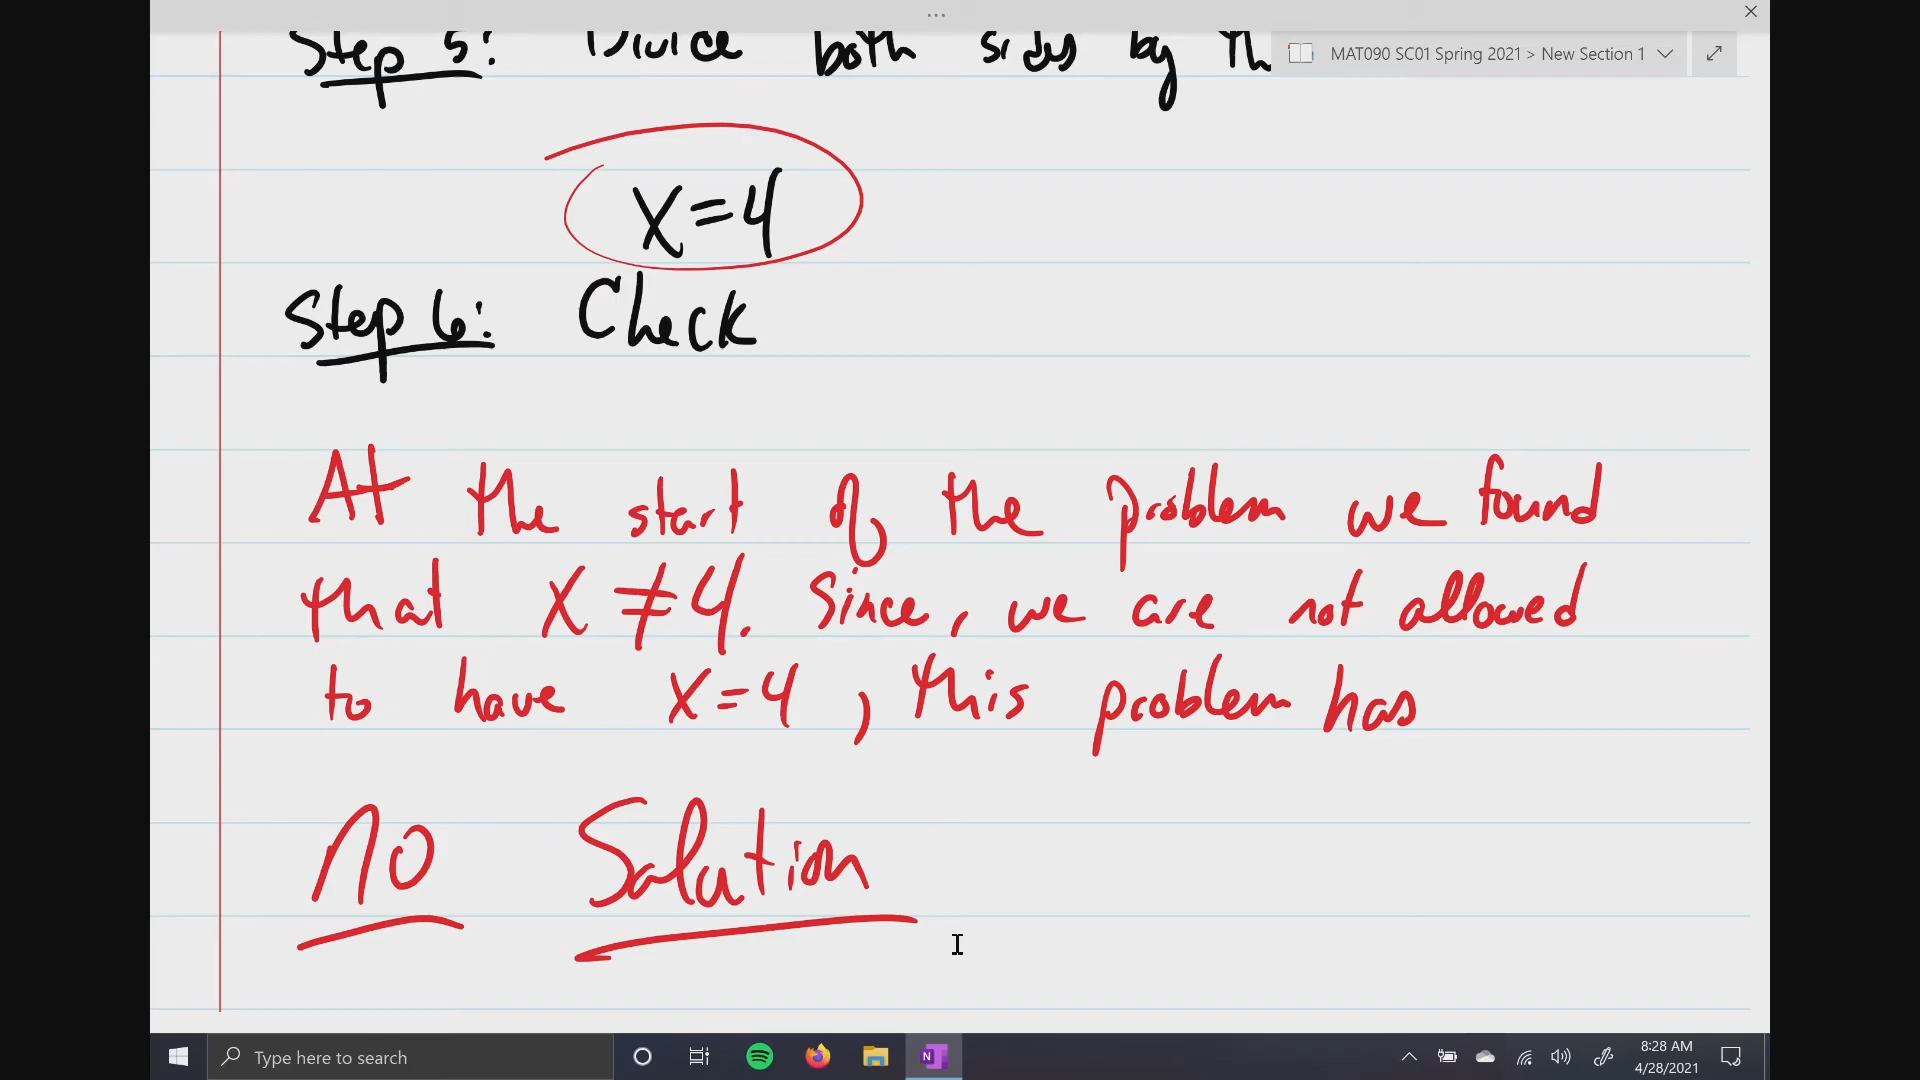 Step 5: Divide both sides by th
MAT090 SC01 Spring 2021 > New Section 1
x=4
Step 6: Check
At the start of the problem we found
that x ≠ 4. Since, we are not allowed
to have x=4, this problem has
no Solution
Type here to search
N
8:28 AM
4/28/2021